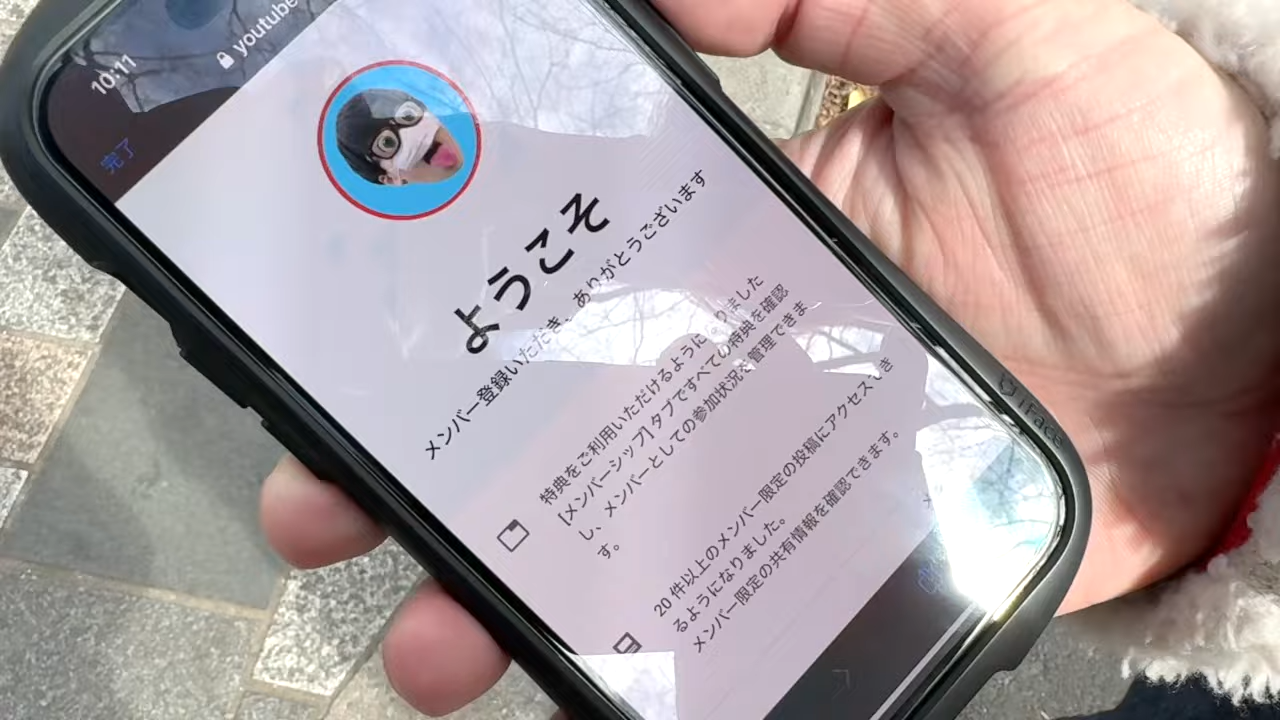 10:11
youtube
完了
ようこそ
メンバー登録いただき、ありがとうございます
特典をご利用いただけるようになりました
[メンバーシップ] タブですべての特典を確認
し、メンバーとしての参加状況を管理できま
す。
20 件以上のメンバー限定の投稿にアクセスでき
るようになりました。
メンバー限定の共有情報を確認できます。
iFace